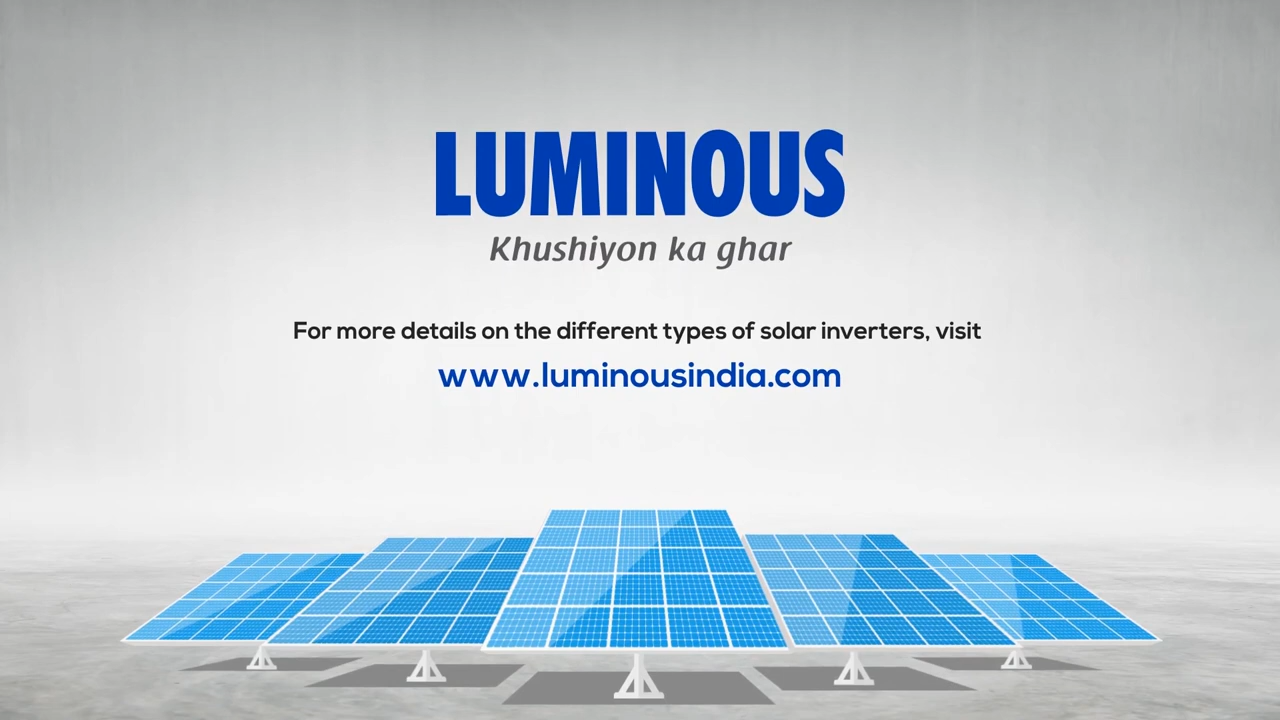 LUMINOUS
Khushiyon ka ghar
For more details on the different types of solar inverters, visit
www.luminousindia.com